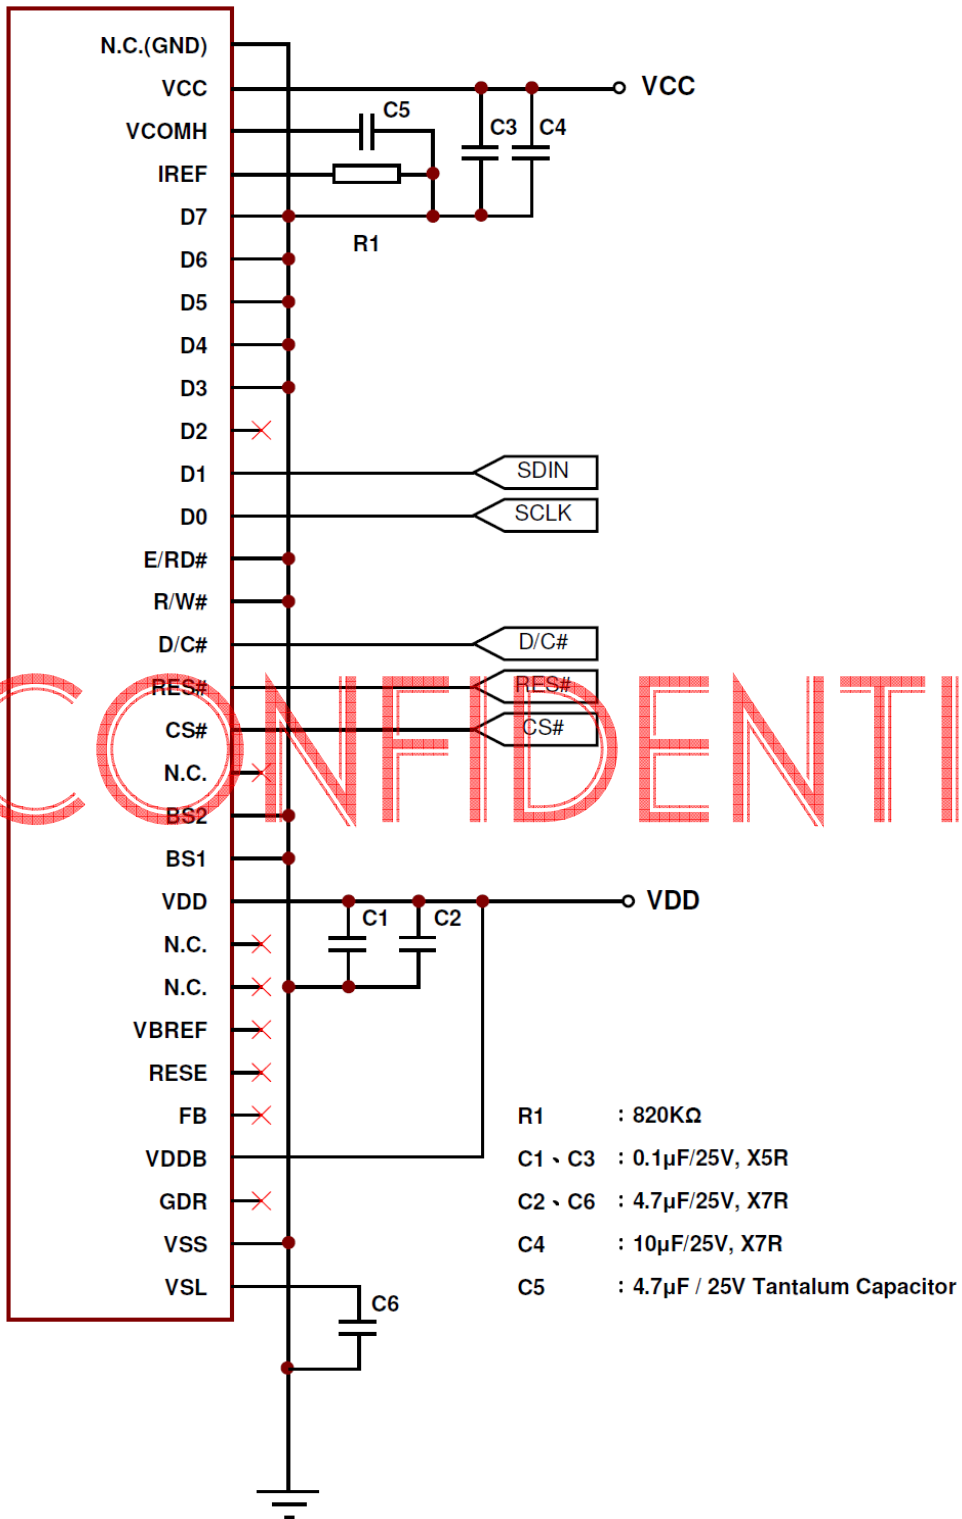 N.C.(GND)
VCC
VCC
VCOMH
C5
C3
C4
IREF
D7
R1
D6
D5
D4
D3
D2
D1
SDIN
D0
SCLK
E/RD#
R/W#
D/C#
D/C#
RES#
RES#
CS#
CS#
CONFIDENTI
N.C.
BS2
BS1
VDD
VDD
C1
C2
N.C.
N.C.
VBREF
RESE
FB
VDDB
GDR
VSS
VSL
C6
R1 : 820KΩ
C1、C3 : 0.1μF/25V, X5R
C2、C6 : 4.7μF/25V, X7R
C4 : 10μF/25V, X7R
C5 : 4.7μF / 25V Tantalum Capacitor